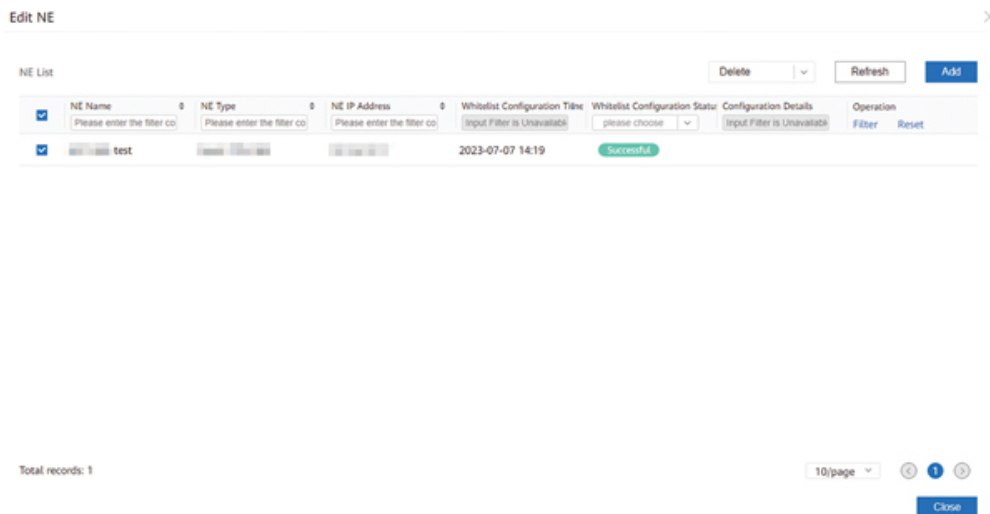 Edit NE
NE List
Delete
Refresh
Add
NE Name
NE Type
NE IP Address
Whitelist Configuration Time
Whitelist Configuration Status
Configuration Details
Operation
Please enter the filter co
Please enter the filter co
Please enter the filter co
Input Filter is Unavailable
please choose
Input Filter is Unavailable
Filter
Reset
test
2023-07-07 14:19
Successful
Total records: 1
10/page
1
Close